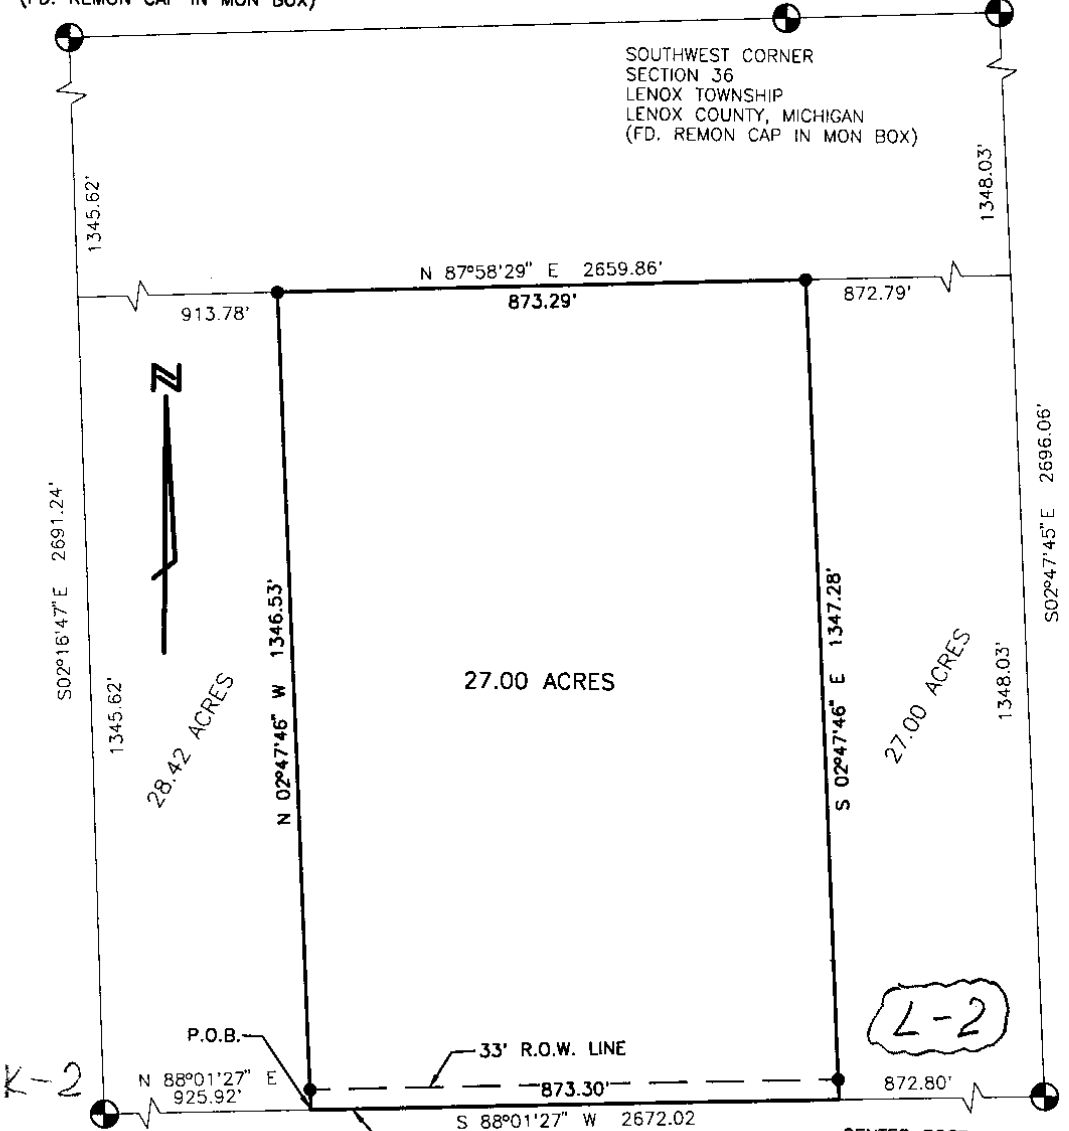 (FD. REMON CAP IN MON BOX)
SOUTHWEST CORNER
SECTION 36
LENOX TOWNSHIP
LENOX COUNTY, MICHIGAN
(FD. REMON CAP IN MON BOX)
1345.62'
1348.03'
N 87°58'29" E 2659.86'
913.78'
873.29'
872.79'
N
S02°16'47"E 2691.24'
1345.62'
28.42 ACRES
N 02°47'46" W 1346.53'
27.00 ACRES
S 02°47'46" E 1347.28'
27.00 ACRES
1348.03'
S02°47'45"E 2696.06'
L-2
P.O.B.
33' R.O.W. LINE
K-2
N 88°01'27" E
925.92'
873.30'
872.80'
S 88°01'27" W 2672.02